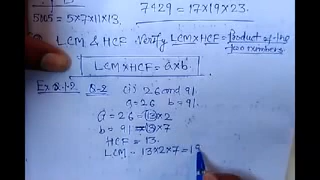 5005 = 5×7×11×13. 7429 = 17×19×23.
LCM & HCF. Verify LCM×HCF = Product of the two numbers
LCM×HCF = a×b.
Ex 1.2 Q-2 (i) 26 and 91
a=26 b=91
a = 26 = 13×2
b = 91 = 13×7
HCF = 13.
LCM = 13×2×7 = 18